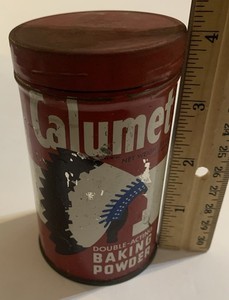 Calumet
DOUBLE-ACTING
BAKING
POWDER
4
3
2
1